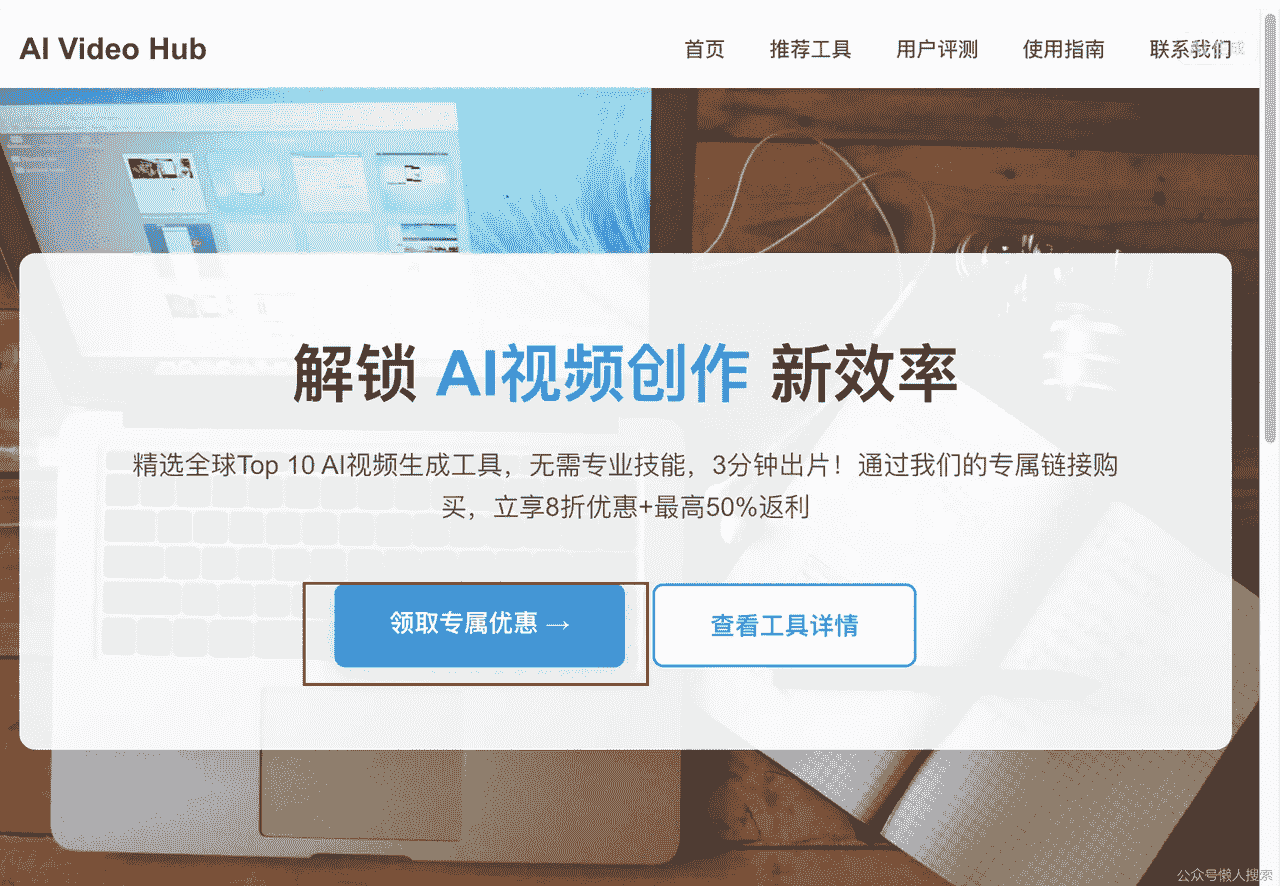 AI Video Hub
首页 推荐工具 用户评测 使用指南 联系我们
解锁 AI视频创作 新效率
精选全球Top 10 AI视频生成工具，无需专业技能，3分钟出片！通过我们的专属链接购
买，立享8折优惠+最高50%返利
领取专属优惠 → 查看工具详情
公众号懒人搜索